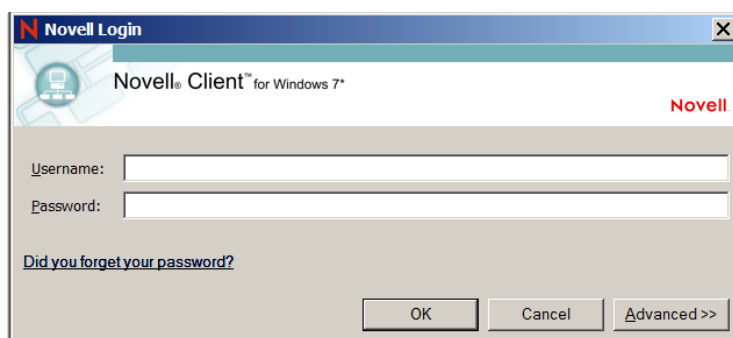 N Novell Login
Novell® Client™ for Windows 7*
Novell
Username:
Password:
Did you forget your password?
OK Cancel Advanced >>